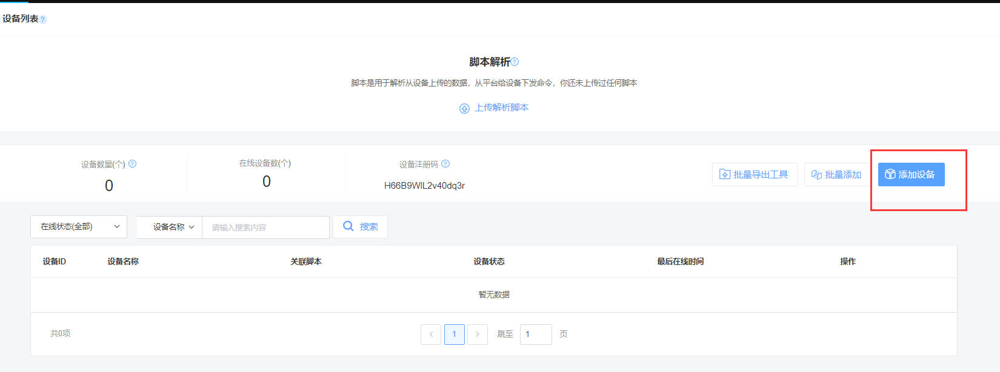 设备列表?
脚本解析?
脚本是用于解析从设备上传的数据，从平台给设备下发命令，你还未上传过任何脚本
上传解析脚本
设备数量(个) ?
0
在线设备数(个)
0
设备注册码 ?
H66B9WIL2v40dq3r
批量导出工具
批量添加
添加设备
在线状态(全部)
设备名称
请输入搜索内容
搜索
设备ID 设备名称 关联脚本 设备状态 最后在线时间 操作
暂无数据
共0项
< 1 > 跳至 1 页